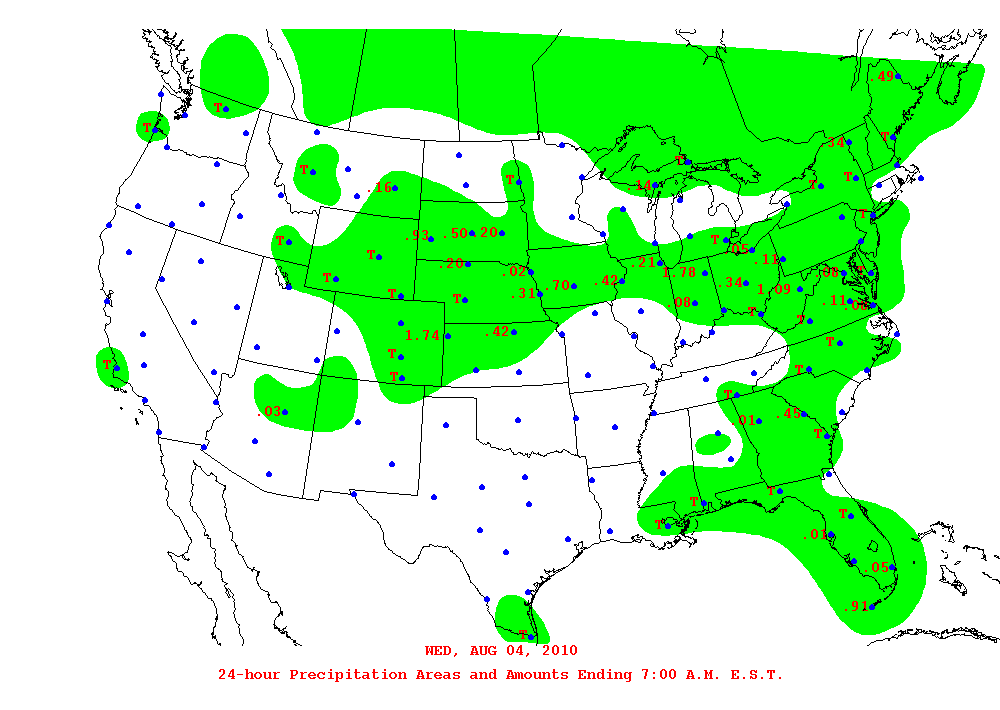 .49
T
T
T
.34
T
T
T
.14
T
T
.16
T
T
.93 .50 .20
T
T
.05
.11
.20
.21
1.78
.08
T
.02
T
T
.70
.42
.34
1.09
.31
T
T
.08
.11
.06
T
T
1.74
.42
T
T
T
T
T
T
.03
.01
.45
T
T
T
T
T
.01
.05
.91
T
WED, AUG 04, 2010
24-hour Precipitation Areas and Amounts Ending 7:00 A.M. E.S.T.